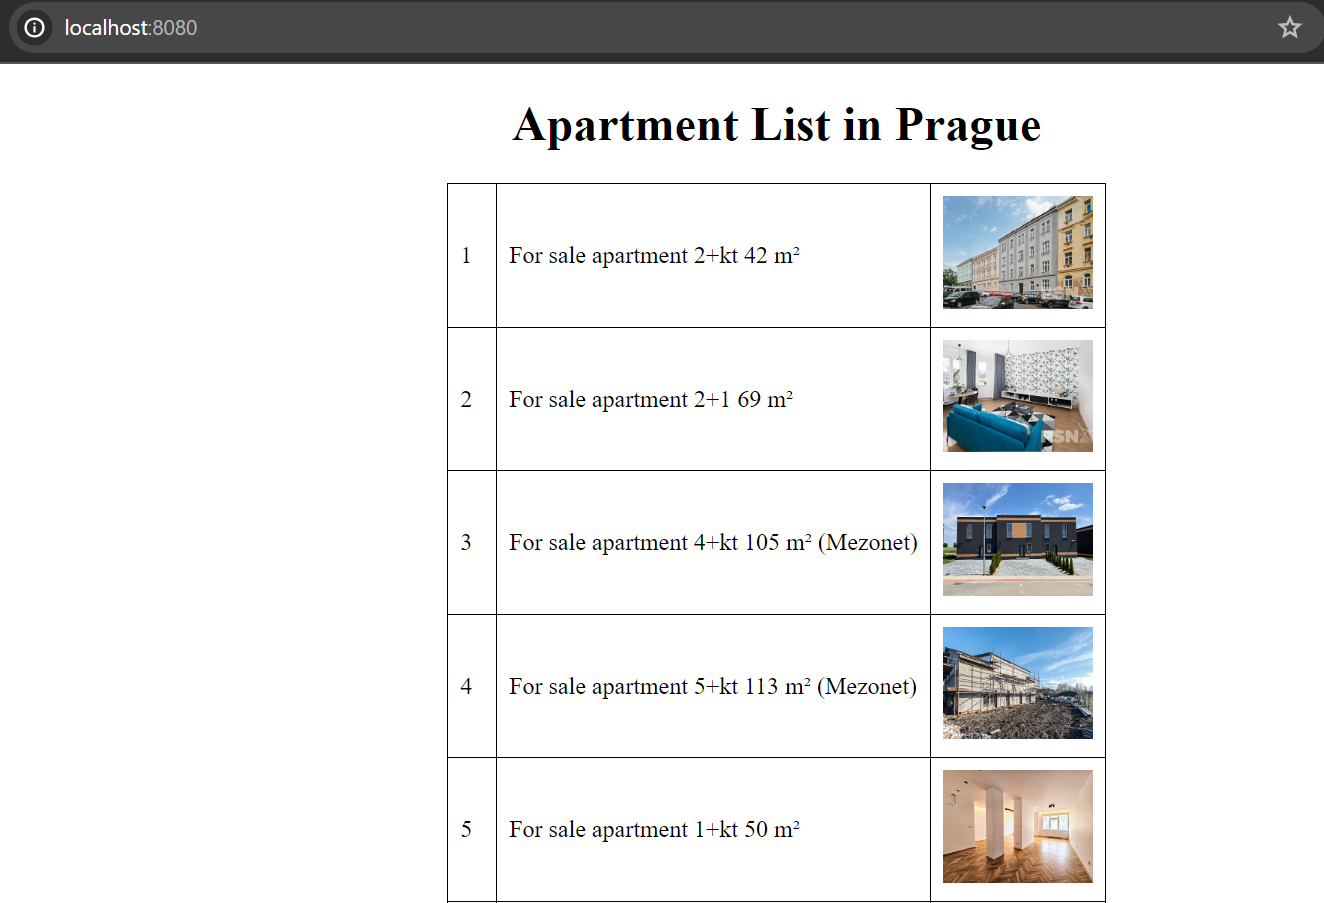 localhost:8080
Apartment List in Prague
1 For sale apartment 2+kt 42 m²
2 For sale apartment 2+1 69 m²
3 For sale apartment 4+kt 105 m² (Mezonet)
4 For sale apartment 5+kt 113 m² (Mezonet)
5 For sale apartment 1+kt 50 m²